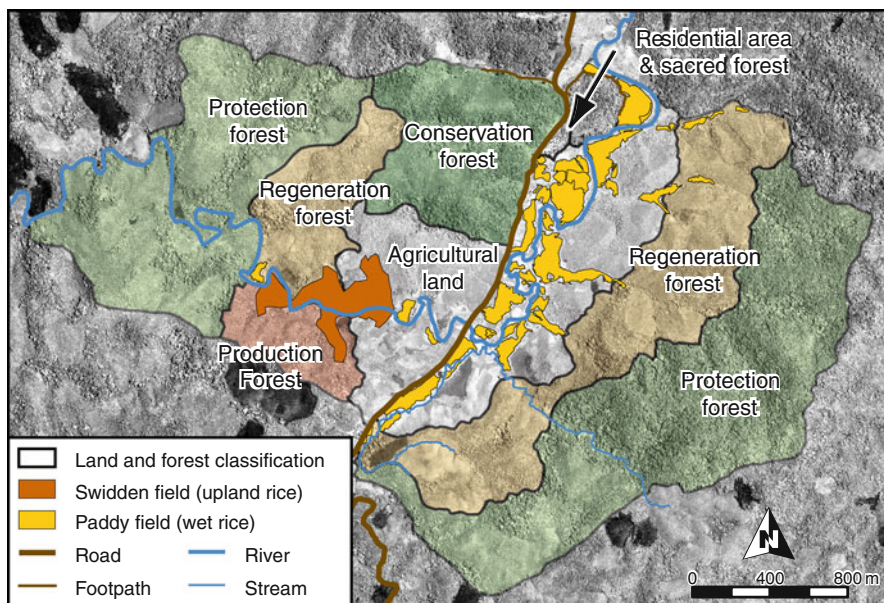 Residential area
& sacred forest
Protection
forest
Conservation
forest
Regeneration
forest
Agricultural
land
Regeneration
forest
Production
Forest
Protection
forest
Land and forest classification
Swidden field (upland rice)
Paddy field (wet rice)
Road
River
Footpath
Stream
N
0
400
800 m